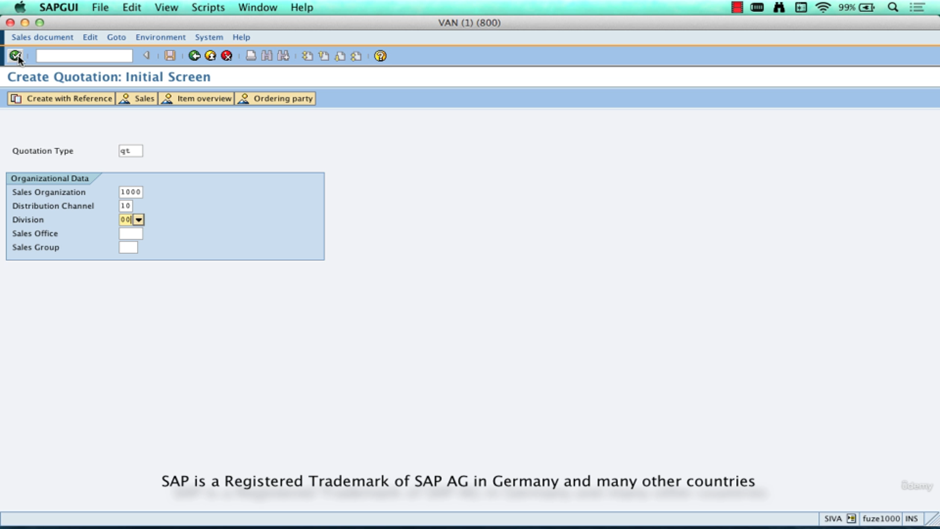 SAPGUI File Edit View Scripts Window Help 99%
VAN (1) (800)
Sales document Edit Goto Environment System Help
Create Quotation: Initial Screen
Create with Reference Sales Item overview Ordering party
Quotation Type qt
Organizational Data
Sales Organization 1000
Distribution Channel 10
Division 00
Sales Office
Sales Group
SAP is a Registered Trademark of SAP AG in Germany and many other countries
Udemy
SIVA fuze1000 INS